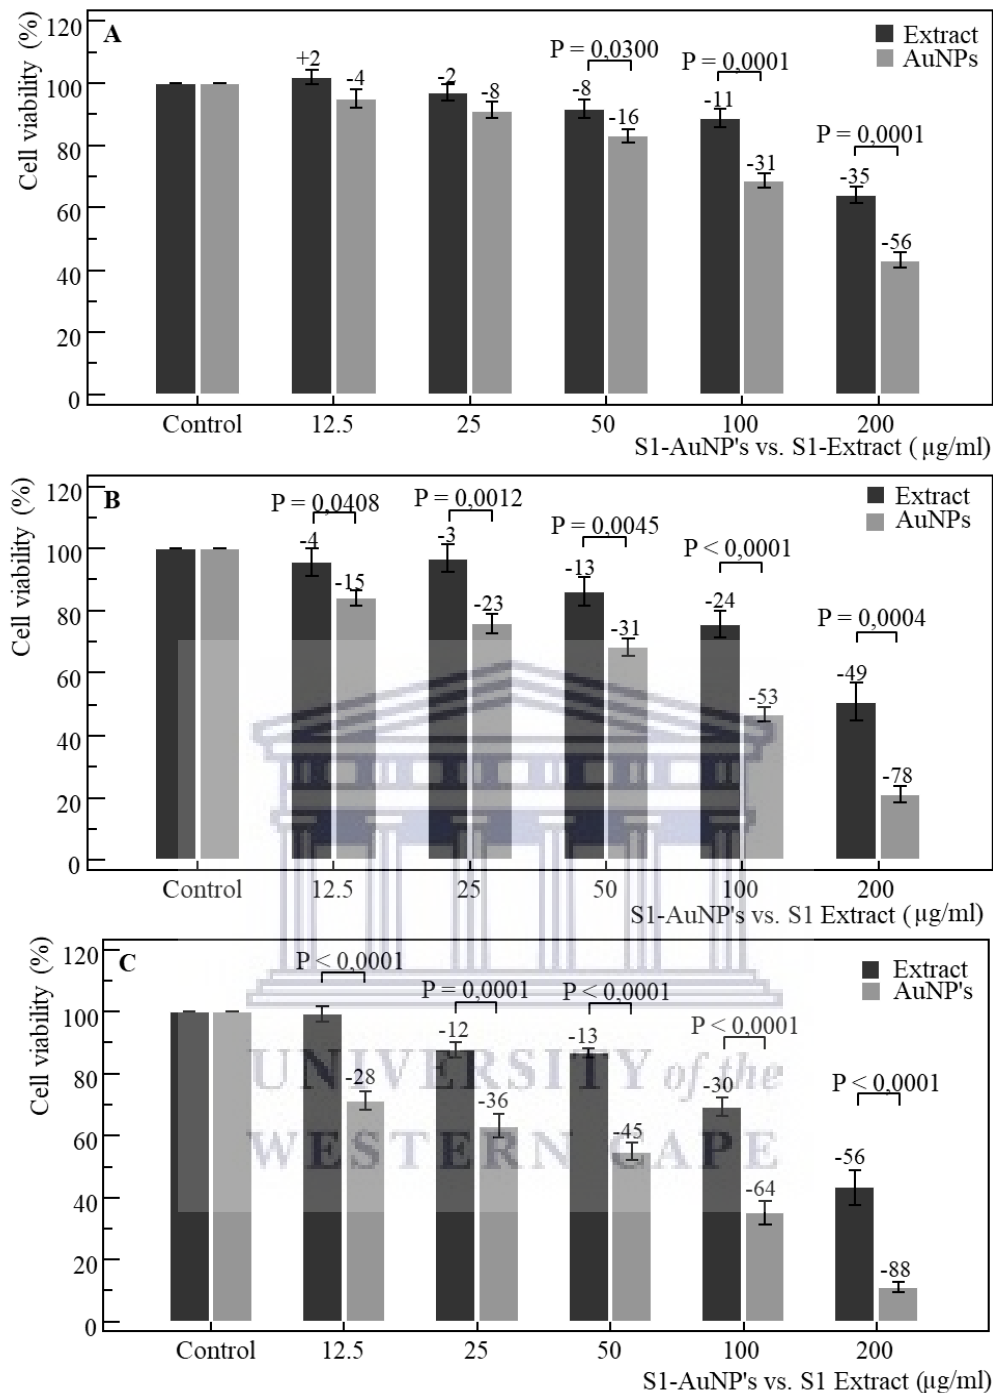 A
Extract
AuNPs
Cell viability (%)
120
100
80
60
40
20
0
+2
-4
-2
-8
P = 0,0300
-8
-16
P = 0,0001
-11
-31
P = 0,0001
-35
-56
Control 12.5 25 50 100 200
S1-AuNP's vs. S1-Extract (µg/ml)
B
Extract
AuNPs
Cell viability (%)
120
100
80
60
40
20
0
P = 0,0408
-4
-15
P = 0,0012
-3
-23
P = 0,0045
-13
-31
P < 0,0001
-24
-53
P = 0,0004
-49
-78
Control 12.5 25 50 100 200
S1-AuNP's vs. S1 Extract (µg/ml)
C
Extract
AuNP's
Cell viability (%)
120
100
80
60
40
20
0
P < 0,0001
-28
P = 0,0001
-12
-36
P < 0,0001
-13
-45
P < 0,0001
-30
-64
P < 0,0001
-56
-88
Control 12.5 25 50 100 200
S1-AuNP's vs. S1 Extract (µg/ml)
UNIVERSITY of the
WESTERN CAPE